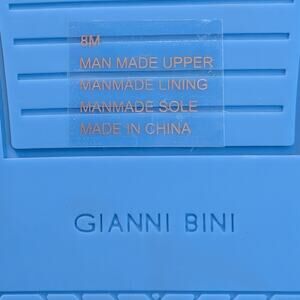 8M
MAN MADE UPPER
MANMADE LINING
MANMADE SOLE
MADE IN CHINA
GIANNI BINI